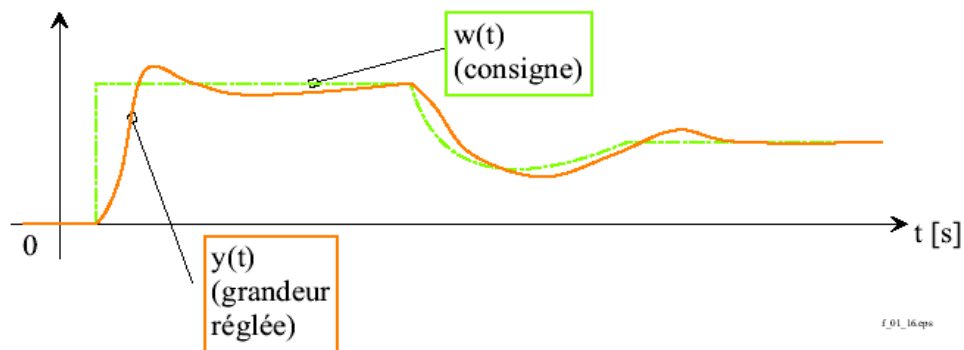 w(t)
(consigne)
0
t [s]
y(t)
(grandeur
réglée)
f_01_16.eps